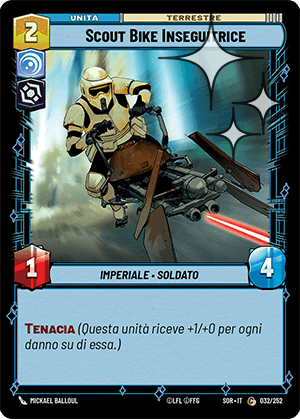 UNITÀ TERRESTRE
2
SCOUT BIKE INSEGUITRICE
1
4
IMPERIALE • SOLDATO
TENACIA (Questa unità riceve +1/+0 per ogni
danno su di essa.)
MICKAEL BALLOUL ©LFL ©FFG SOR • IT C 032/252